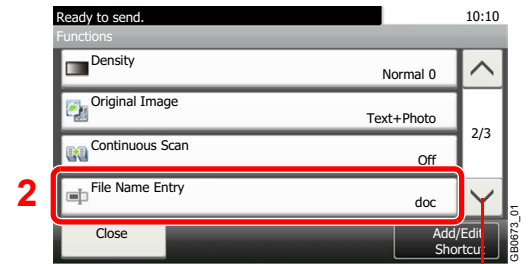 Ready to send.
10:10
Functions
Density
Normal 0
Original Image
Text+Photo
2/3
Continuous Scan
Off
2
File Name Entry
doc
Close
Add/Edit
Shortcut
GB0673_01